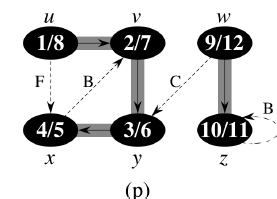 u v w
1/8 2/7 9/12
F B C B
4/5 3/6 10/11
x y z
(p)